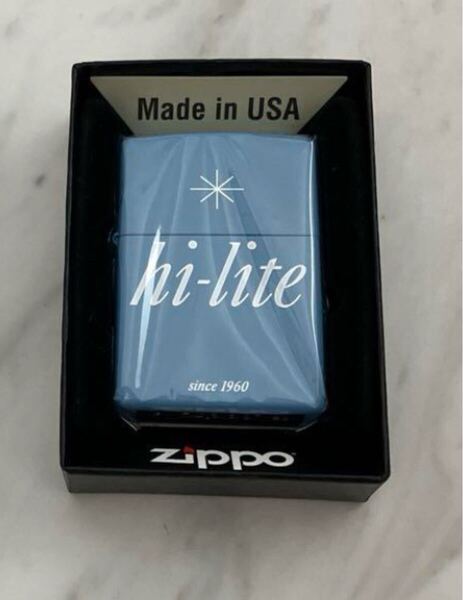 Made in USA
hi-lite
since 1960
zippo